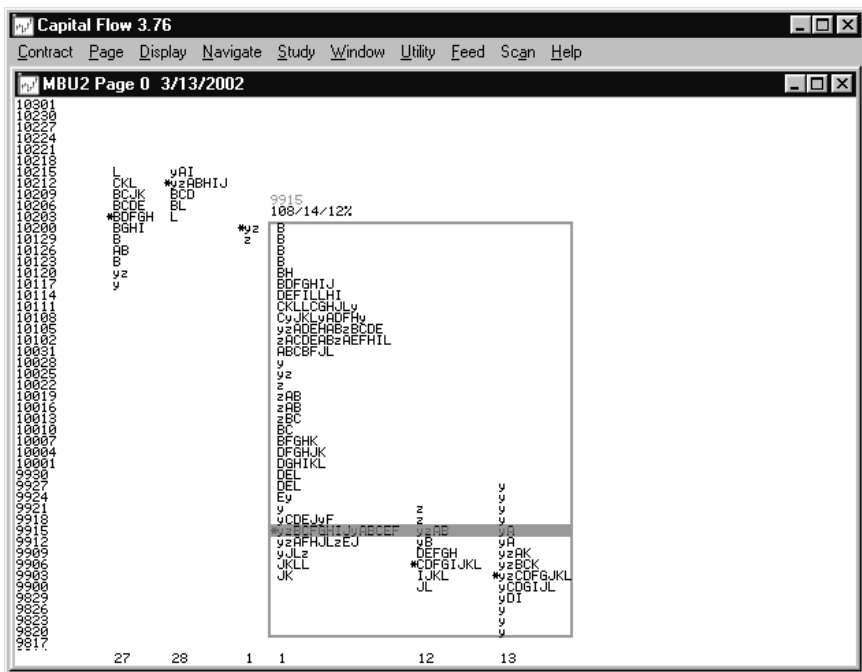 Capital Flow 3.76
Contract Page Display Navigate Study Window Utility Feed Scan Help
MBU2 Page 0 3/13/2002
10301
10230
10227
10224
10221
10218
10215 L yAI
10212 CKL *yzABHIJ
10209 BCJK BCD
10206 BCDE BL 9915
10203 *BDFGH L 108/14/12%
10200 BGHI *yz B
10129 B z B
10126 AB B
10123 B B
10120 yz BH
10117 y BDFGHIJ
10114 DEFILLHI
10111 CKLLCGHJLy
10108 CyJKLyADFHy
10105 yzADEHABzBCDE
10102 zACDEABzAEFHIL
10031 ABCBFJL
10028 y
10025 yz
10022 z
10019 zAB
10016 zAB
10013 zBC
10010 BC
10007 BFGHK
10004 DFGHJK
10001 DGHIKL
9930 DEL
9927 DEL y
9924 Ey y
9921 y z y
9918 yCDEJyF z y
9915 *yzBCFGHIJyABCEF yzAB yA
9912 yzAFHJLzEJ yB yA
9909 yJLz DEFGH yzAK
9906 JKLL *CDFGIJKL yzBCK
9903 JK IJKL *yzCDFGJKL
9900 JL yCDGIJL
9829 yDI
9826 y
9823 y
9820 y
9817
27 28 1 1 12 13